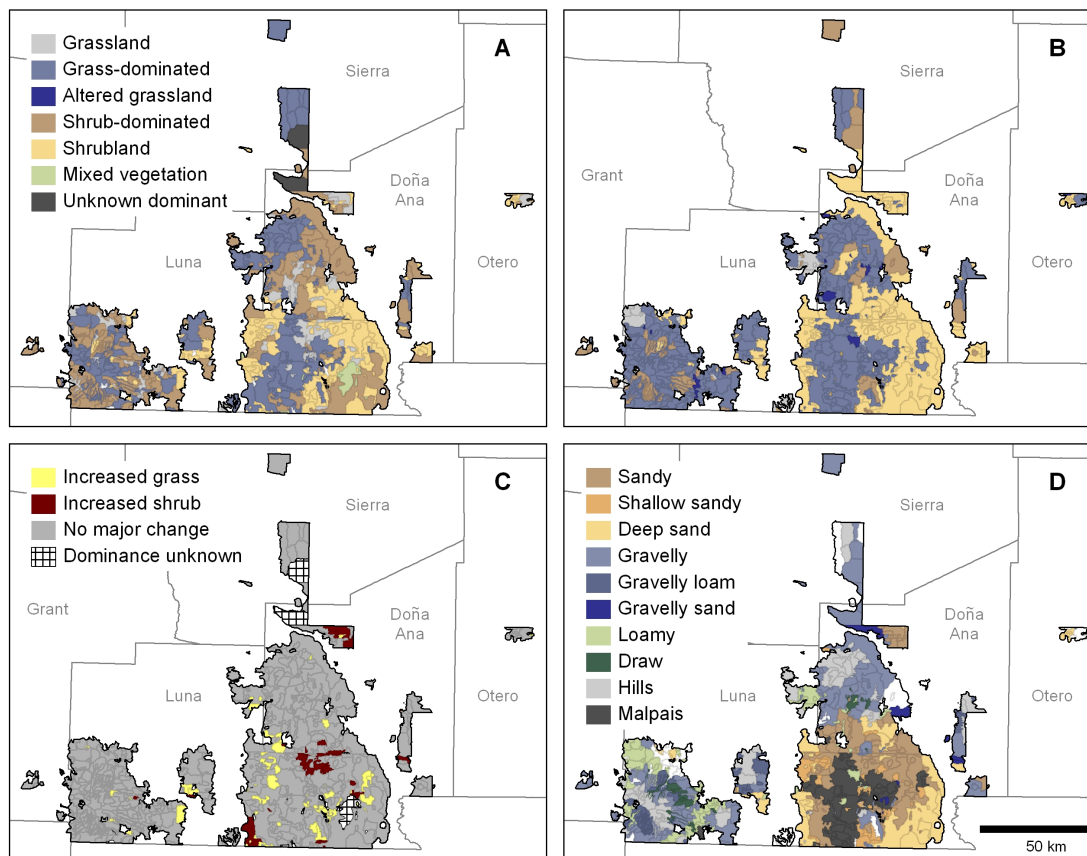 A
Grassland
Grass-dominated
Altered grassland
Shrub-dominated
Shrubland
Mixed vegetation
Unknown dominant
Sierra
Doña
Ana
Luna
Otero
B
Sierra
Grant
Doña
Ana
Luna
Otero
C
Increased grass
Increased shrub
No major change
Dominance unknown
Sierra
Grant
Doña
Ana
Luna
Otero
D
Sandy
Shallow sandy
Deep sand
Gravelly
Gravelly loam
Gravelly sand
Loamy
Draw
Hills
Malpais
Sierra
Doña
Ana
Luna
Otero
50 km